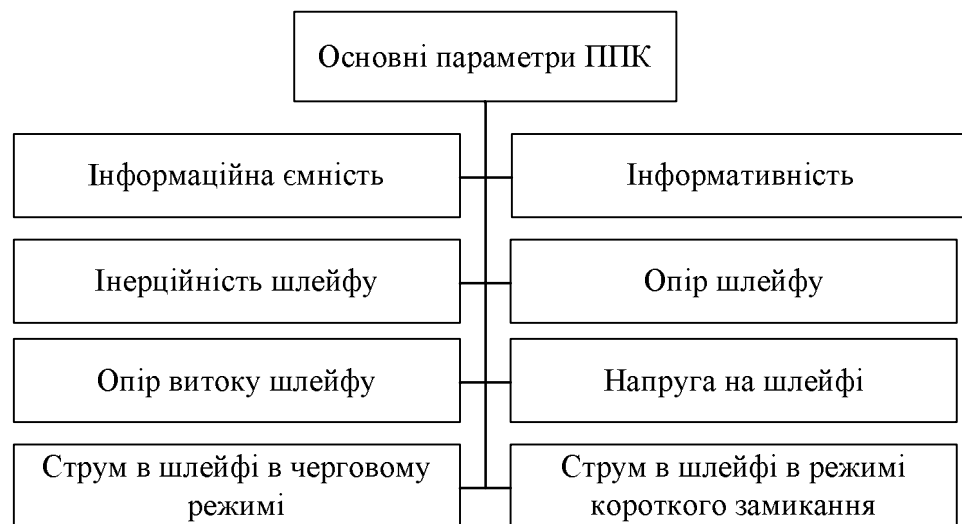 Основні параметри ППК
Інформаційна ємність
Інформативність
Інерційність шлейфу
Опір шлейфу
Опір витоку шлейфу
Напруга на шлейфі
Струм в шлейфі в черговому
режимі
Струм в шлейфі в режимі
короткого замикання